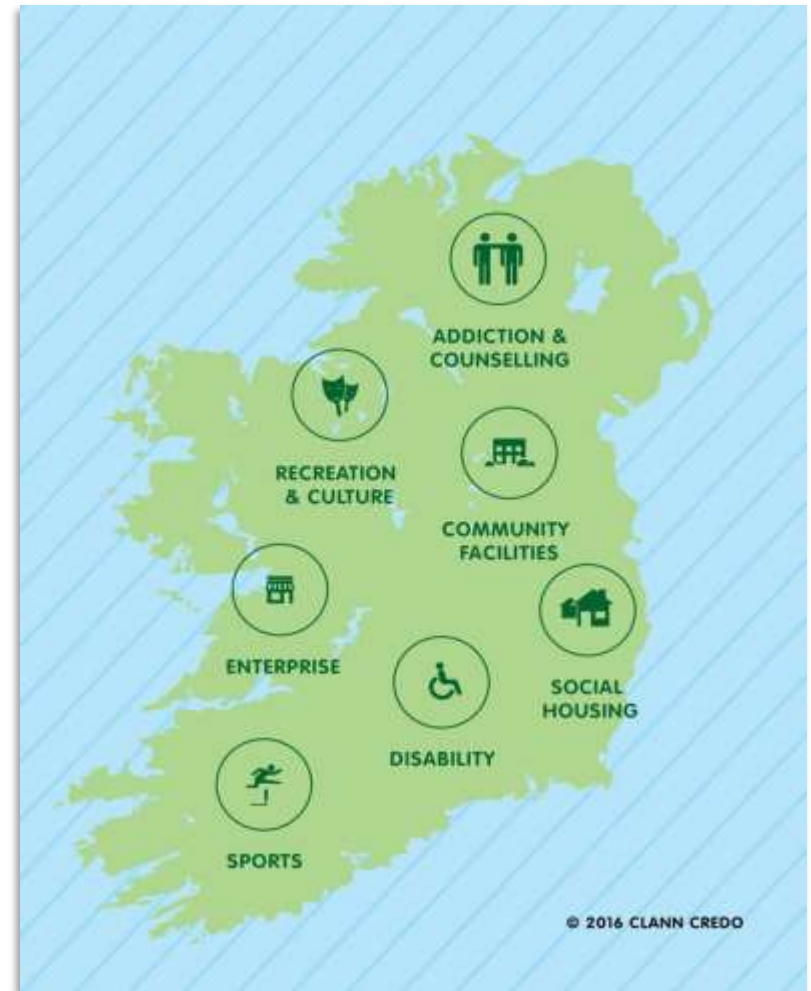 ADDICTION &
COUNSELLING
RECREATION
& CULTURE
COMMUNITY
FACILITIES
ENTERPRISE
SOCIAL
HOUSING
DISABILITY
SPORTS
© 2016 CLANN CREDO